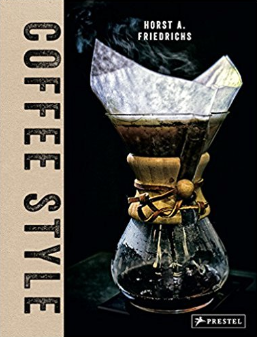 HORST A.
FRIEDRICHS
COFFEE STYLE
PRESTEL